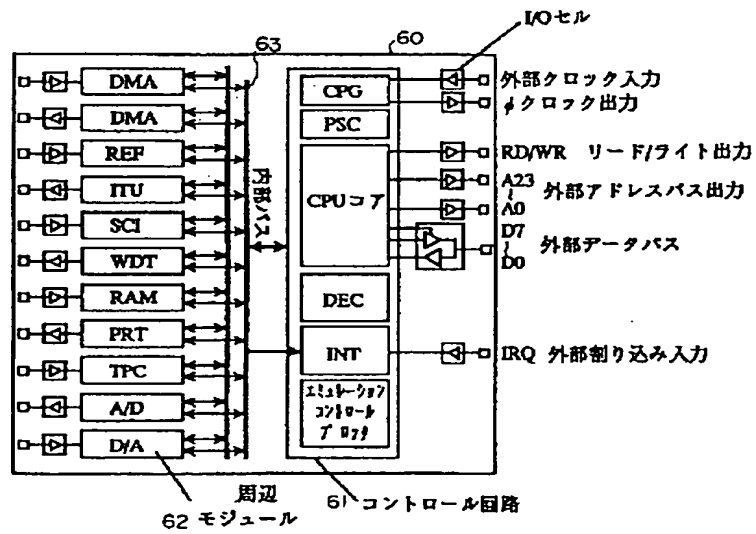 I/Oセル
63
60
DMA
DMA
REF
ITU
SCI
WDT
RAM
PRT
TPC
A/D
D/A
内部バス
CPG
PSC
CPUコア
DEC
INT
エミュレーション
コントロール
ブロック
外部クロック入力
φクロック出力
RD/WR リード/ライト出力
A23
〜
A0
外部アドレスバス出力
D7
〜
D0
外部データバス
IRQ 外部割り込み入力
周辺
62 モジュール
61 コントロール回路